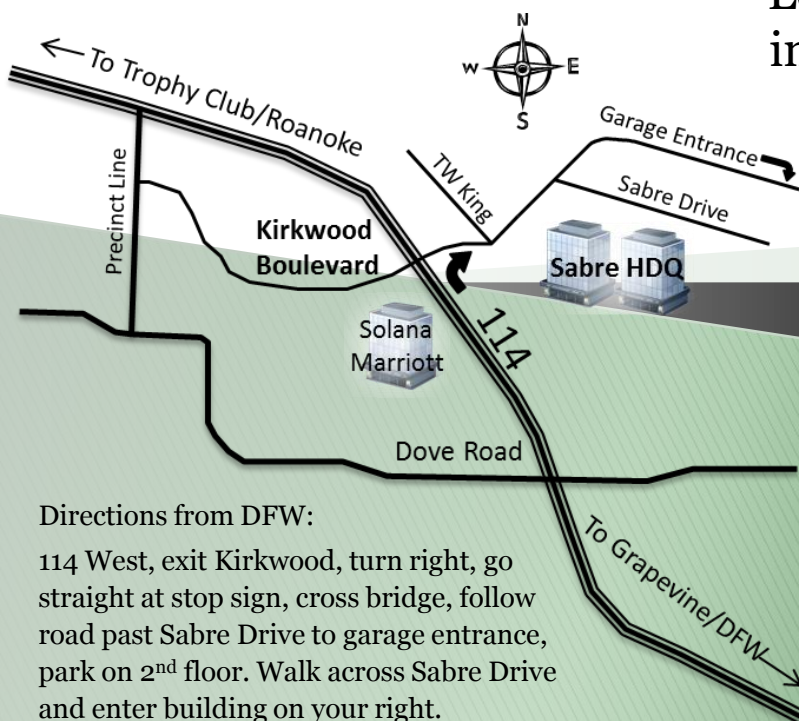 in
N
W
E
S
To Trophy Club/Roanoke
Garage Entrance
TW King
Sabre Drive
Precinct Line
Kirkwood
Boulevard
Sabre HDQ
114
Solana
Marriott
Dove Road
To Grapevine/DFW
Directions from DFW:
114 West, exit Kirkwood, turn right, go
straight at stop sign, cross bridge, follow
road past Sabre Drive to garage entrance,
park on 2nd floor. Walk across Sabre Drive
and enter building on your right.